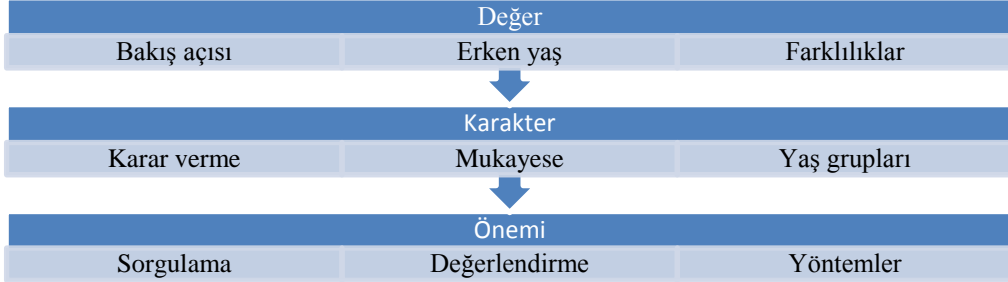 Değer
Bakış açısı Erken yaş Farklılıklar
Karakter
Karar verme Mukayese Yaş grupları
Önemi
Sorgulama Değerlendirme Yöntemler